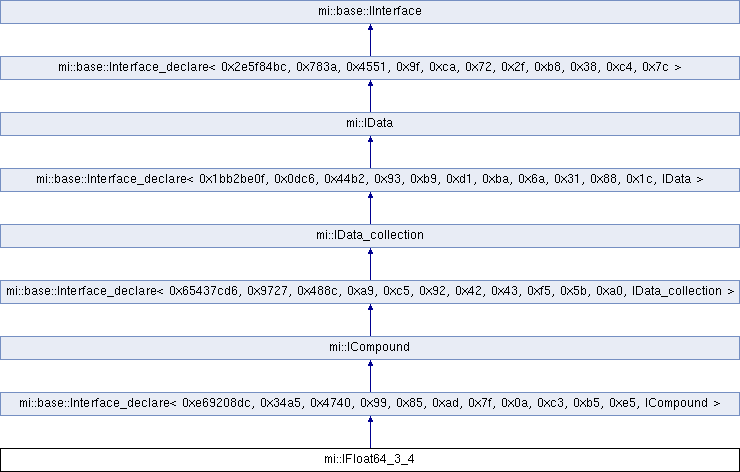 mi::base::IInterface
mi::base::Interface_declare< 0x2e5f84bc, 0x783a, 0x4551, 0x9f, 0xca, 0x72, 0x2f, 0xb8, 0x38, 0xc4, 0x7c >
mi::IData
mi::base::Interface_declare< 0x1bb2be0f, 0x0dc6, 0x44b2, 0x93, 0xb9, 0xd1, 0xba, 0x6a, 0x31, 0x88, 0x1c, IData >
mi::IData_collection
mi::base::Interface_declare< 0x65437cd6, 0x9727, 0x488c, 0xa9, 0xc5, 0x92, 0x42, 0x43, 0xf5, 0x5b, 0xa0, IData_collection >
mi::ICompound
mi::base::Interface_declare< 0xe69208dc, 0x34a5, 0x4740, 0x99, 0x85, 0xad, 0x7f, 0x0a, 0xc3, 0xb5, 0xe5, ICompound >
mi::IFloat64_3_4